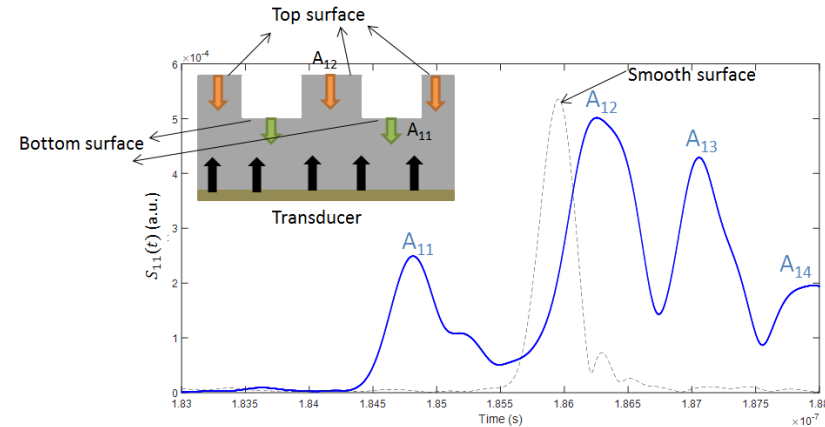 Top surface
×10⁻⁴
A₁₂
Smooth surface
A₁₂
A₁₃
A₁₁
Bottom surface
Transducer
A₁₁
A₁₄
S₁₁(t) (a.u.)
6
5
4
3
2
1
0
1.83 1.835 1.84 1.845 1.85 1.855 1.86 1.865 1.87 1.875 1.88
Time (s)
×10⁻⁷